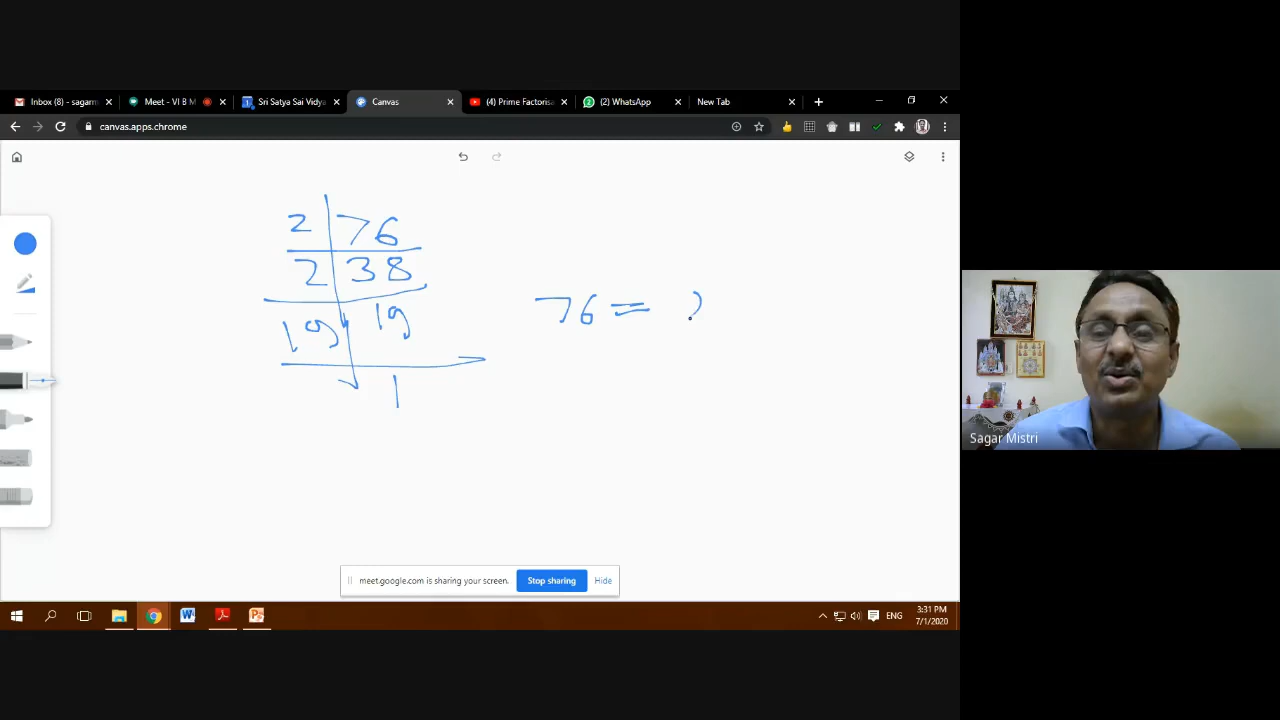 Inbox (8) - sagarm
Meet - VI B M
Sri Satya Sai Vidya
Canvas
(4) Prime Factorisa
(2) WhatsApp
New Tab
canvas.apps.chrome
2 76
2 38
19 19
1
76 =
Sagar Mistri
meet.google.com is sharing your screen.
Stop sharing
Hide
ENG
3:31 PM
7/1/2020